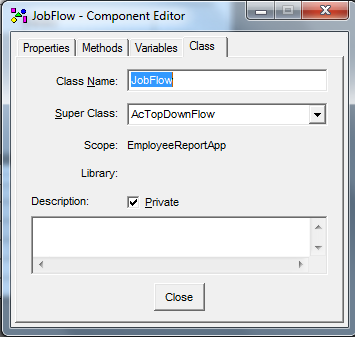 JobFlow - Component Editor
Properties Methods Variables Class
Class Name: JobFlow
Super Class: AcTopDownFlow
Scope: EmployeeReportApp
Library:
Description: Private
Close